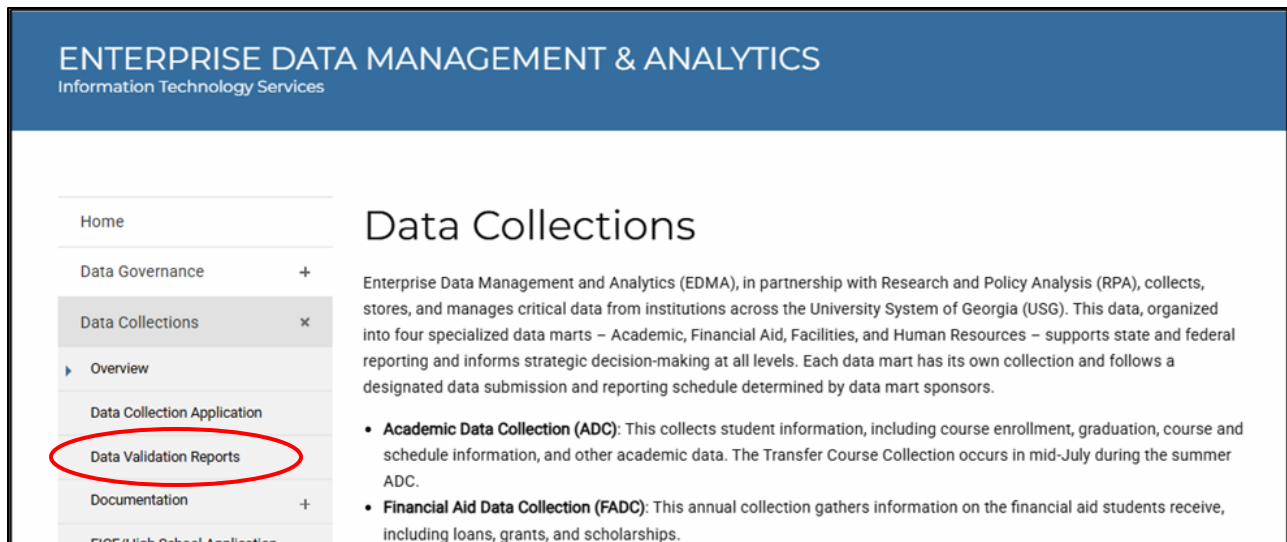 ENTERPRISE DATA MANAGEMENT & ANALYTICS
Information Technology Services
Home
Data Governance +
Data Collections ×
Overview
Data Collection Application
Data Validation Reports
Documentation +
FICE/High School Application
Data Collections
Enterprise Data Management and Analytics (EDMA), in partnership with Research and Policy Analysis (RPA), collects,
stores, and manages critical data from institutions across the University System of Georgia (USG). This data, organized
into four specialized data marts – Academic, Financial Aid, Facilities, and Human Resources – supports state and federal
reporting and informs strategic decision-making at all levels. Each data mart has its own collection and follows a
designated data submission and reporting schedule determined by data mart sponsors.
• Academic Data Collection (ADC): This collects student information, including course enrollment, graduation, course and
schedule information, and other academic data. The Transfer Course Collection occurs in mid-July during the summer
ADC.
• Financial Aid Data Collection (FADC): This annual collection gathers information on the financial aid students receive,
including loans, grants, and scholarships.